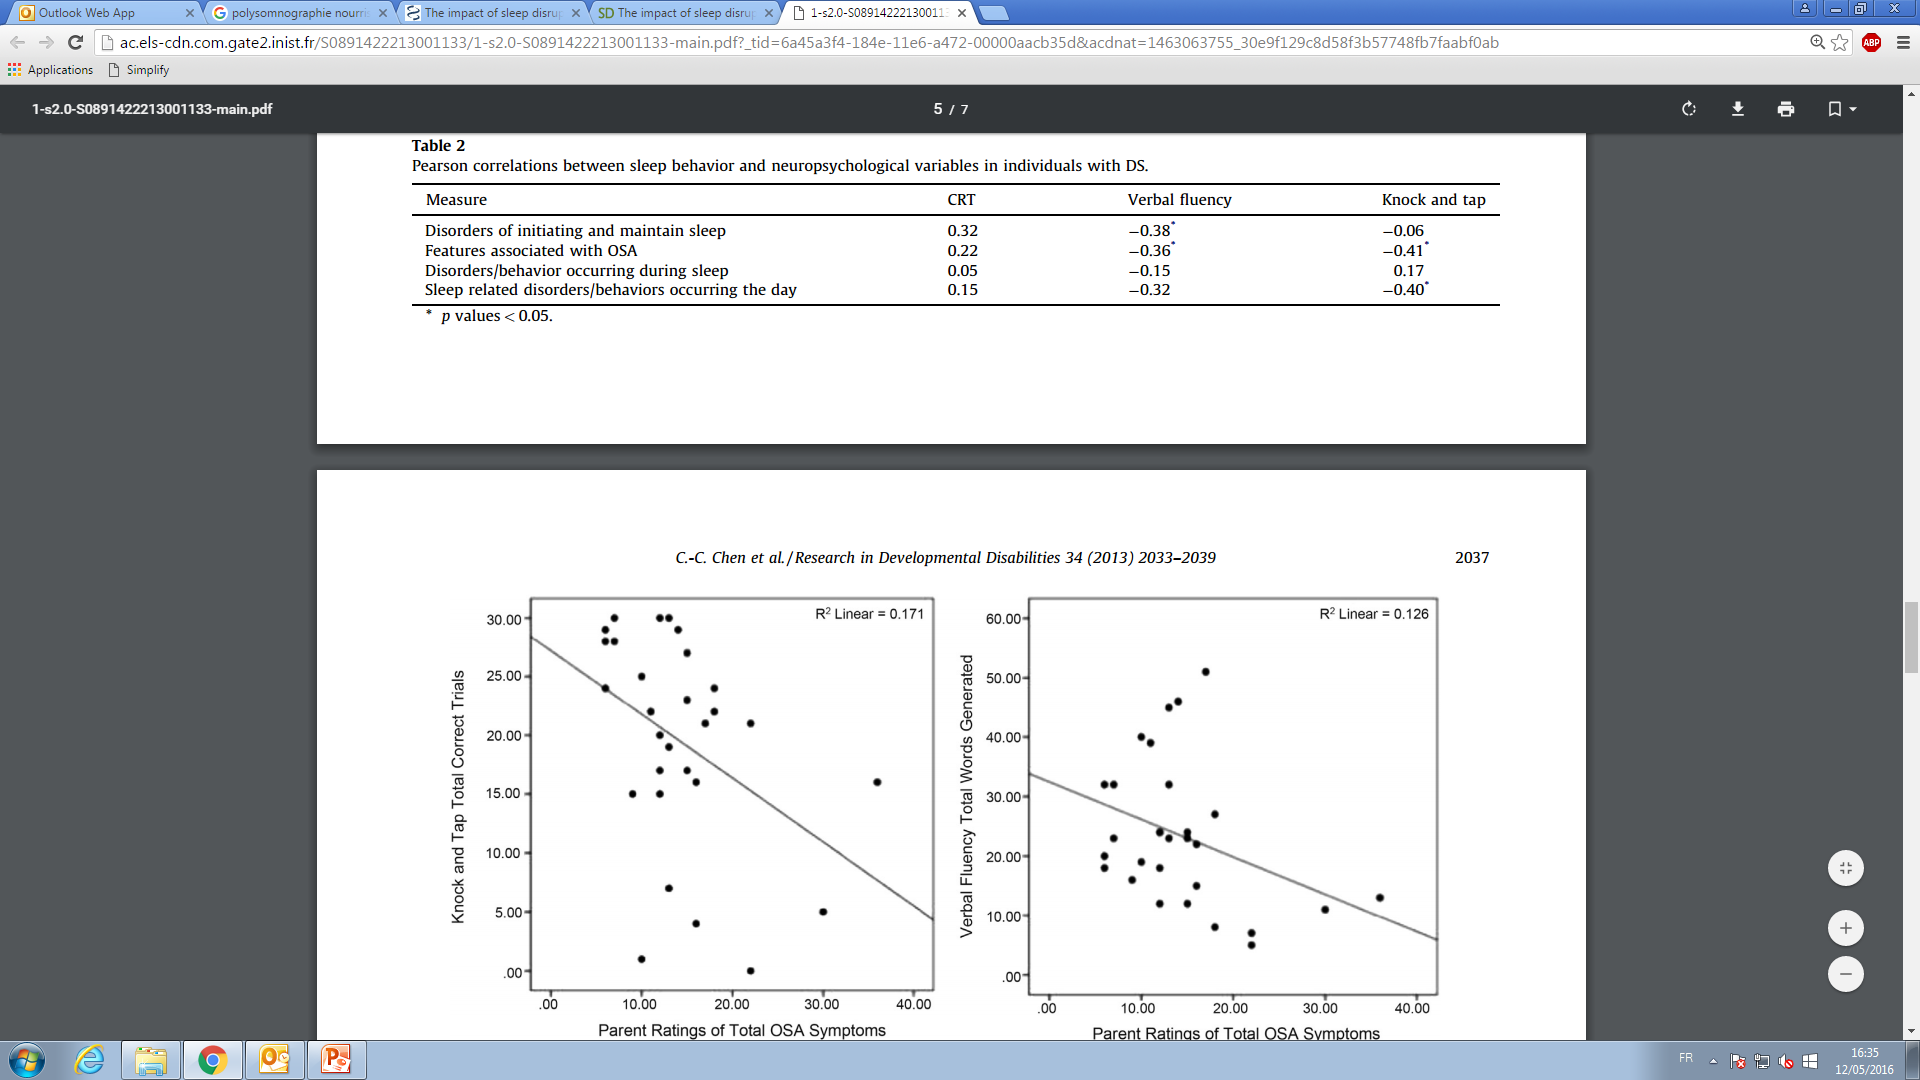 Outlook Web App
polysomnographie nourris
The impact of sleep disrup
SD The impact of sleep disrup
1-s2.0-S08914222130011
ac.els-cdn.com.gate2.inist.fr/S0891422213001133/1-s2.0-S0891422213001133-main.pdf?_tid=6a45a3f4-184e-11e6-a472-00000aacb35d&acdnat=1463063755_30e9f129c8d58f3b57748fb7faabf0ab
ABP
Applications Simplify
1-s2.0-S0891422213001133-main.pdf
5 / 7
Table 2
Pearson correlations between sleep behavior and neuropsychological variables in individuals with DS.
Measure CRT Verbal fluency Knock and tap
Disorders of initiating and maintain sleep 0.32 −0.38* −0.06
Features associated with OSA 0.22 −0.36* −0.41*
Disorders/behavior occurring during sleep 0.05 −0.15 0.17
Sleep related disorders/behaviors occurring the day 0.15 −0.32 −0.40*
* p values < 0.05.
C.-C. Chen et al. / Research in Developmental Disabilities 34 (2013) 2033–2039
2037
R² Linear = 0.171
Knock and Tap Total Correct Trials
30.00
25.00
20.00
15.00
10.00
5.00
.00
.00 10.00 20.00 30.00 40.00
Parent Ratings of Total OSA Symptoms
R² Linear = 0.126
Verbal Fluency Total Words Generated
60.00
50.00
40.00
30.00
20.00
10.00
.00
.00 10.00 20.00 30.00 40.00
Parent Ratings of Total OSA Symptoms
FR
16:35
12/05/2016